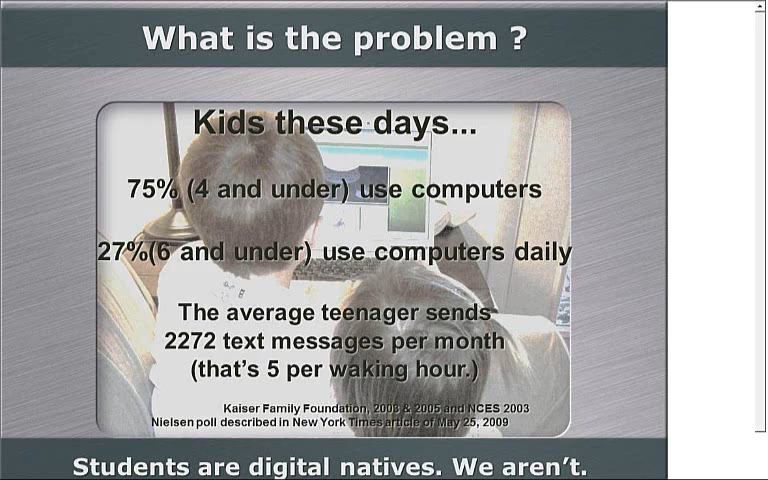 What is the problem ?
Kids these days...
75% (4 and under) use computers
27%(6 and under) use computers daily
The average teenager sends
2272 text messages per month
(that's 5 per waking hour.)
Kaiser Family Foundation, 2003 & 2005 and NCES 2003
Nielsen poll described in New York Times article of May 25, 2009
Students are digital natives. We aren't.